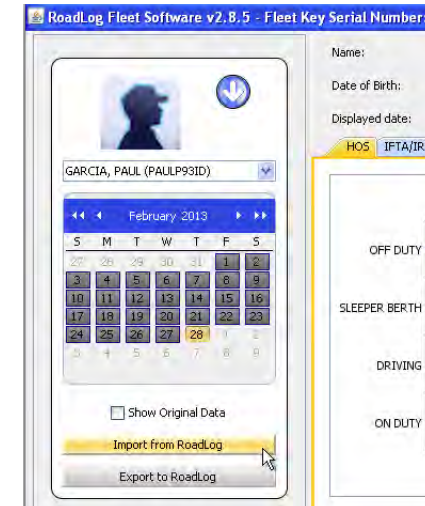 RoadLog Fleet Software v2.8.5 - Fleet Key Serial Number:
Name:
Date of Birth:
Displayed date:
HOS IFTA/IR
GARCIA, PAUL (PAULP93ID)
February 2013
S M T W T F S
27 28 29 30 31 1 2
3 4 5 6 7 8 9
10 11 12 13 14 15 16
17 18 19 20 21 22 23
24 25 26 27 28 1 2
3 4 5 6 7 8 9
Show Original Data
Import from RoadLog
Export to RoadLog
OFF DUTY
SLEEPER BERTH
DRIVING
ON DUTY